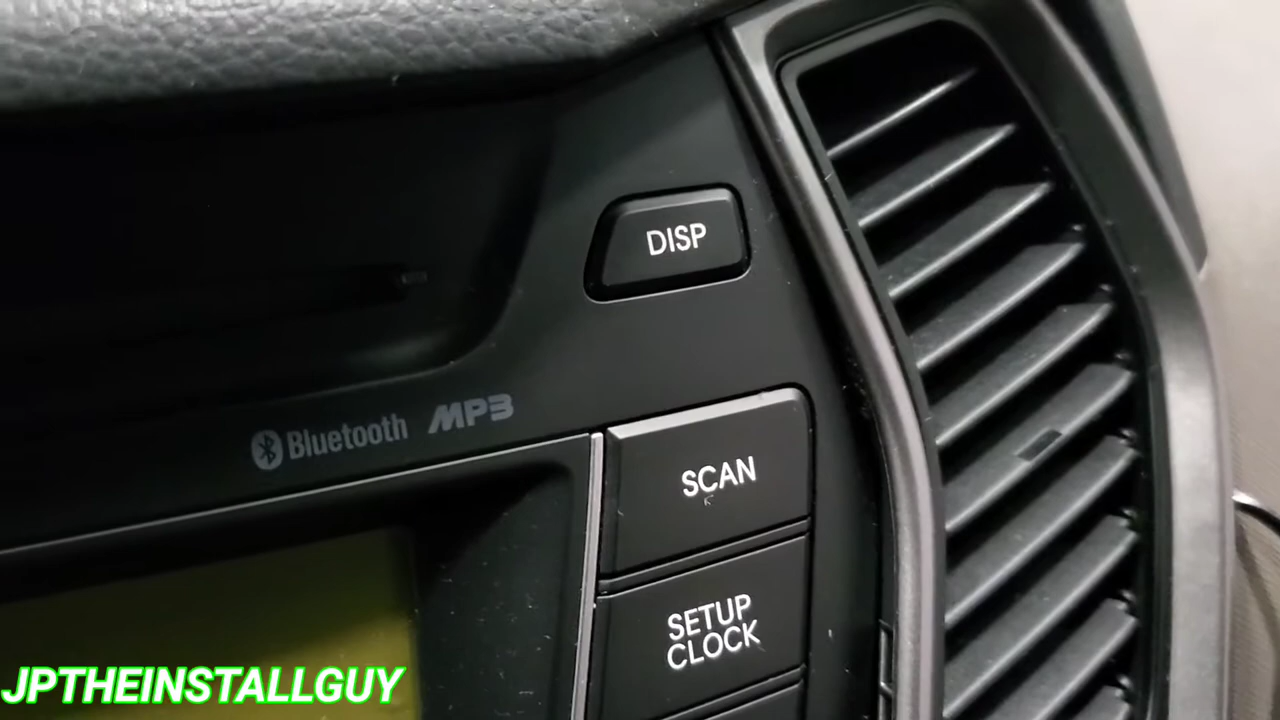 DISP
Bluetooth MP3
SCAN
SETUP
CLOCK
JPTHEINSTALLGUY